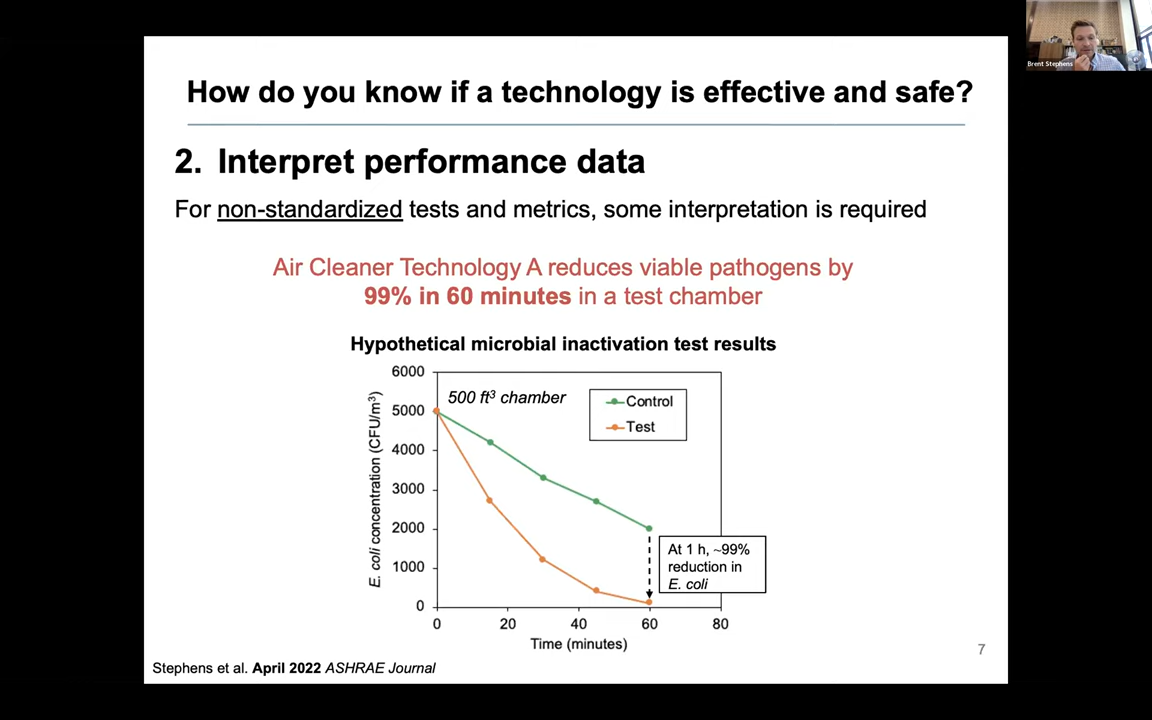 Brent Stephens
How do you know if a technology is effective and safe?
2. Interpret performance data
For non-standardized tests and metrics, some interpretation is required
Air Cleaner Technology A reduces viable pathogens by
99% in 60 minutes in a test chamber
Hypothetical microbial inactivation test results
500 ft³ chamber
Control
Test
E. coli concentration (CFU/m³)
6000
5000
4000
3000
2000
1000
0
At 1 h, ~99%
reduction in
E. coli
0 20 40 60 80
Time (minutes)
7
Stephens et al. April 2022 ASHRAE Journal